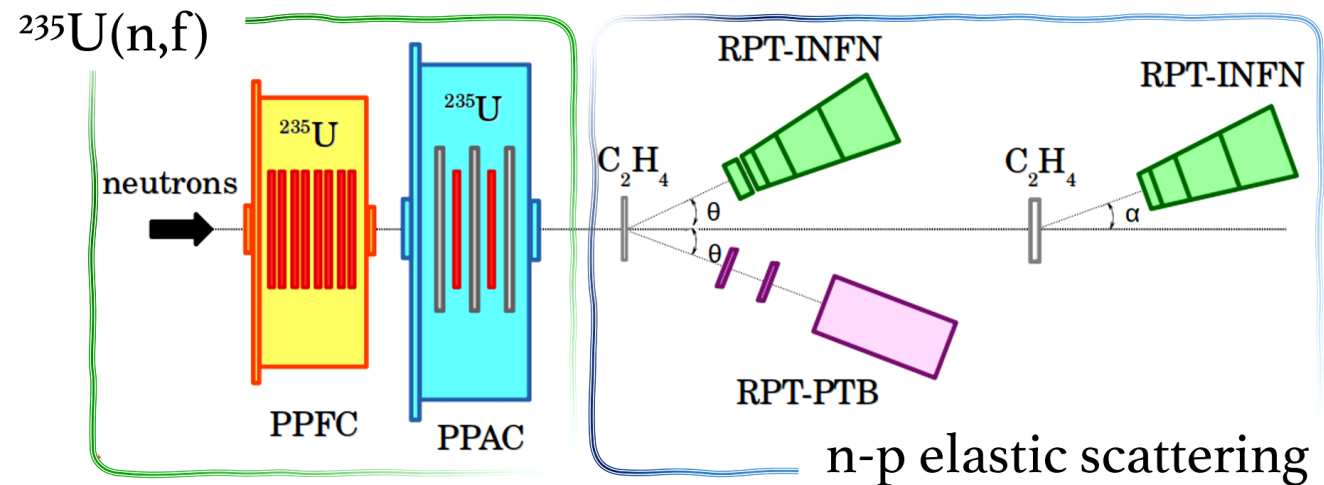 ²³⁵U(n,f)
neutrons
²³⁵U
PPFC
²³⁵U
PPAC
C₂H₄
θ
θ
RPT-INFN
RPT-PTB
C₂H₄
α
RPT-INFN
n-p elastic scattering